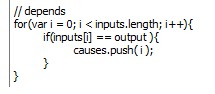 // depends
for(var i = 0; i < inputs.length; i++){
if(inputs[i] == output ){
causes.push( i );
}
}